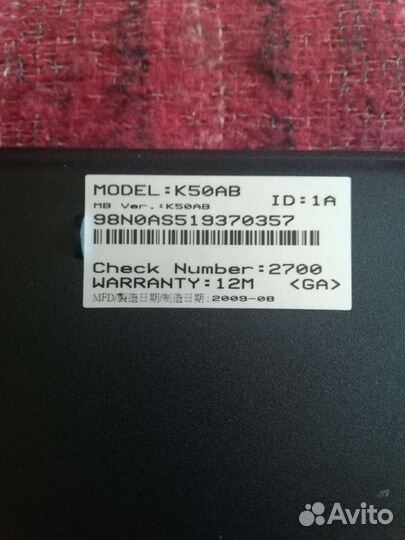 MODEL:K50AB
ID:1A
MB Ver.:K50AB
98N0AS519370357
Check Number:2700
WARRANTY:12M <GA>
MFD/製造日期/制造日期:2009-08
Avito